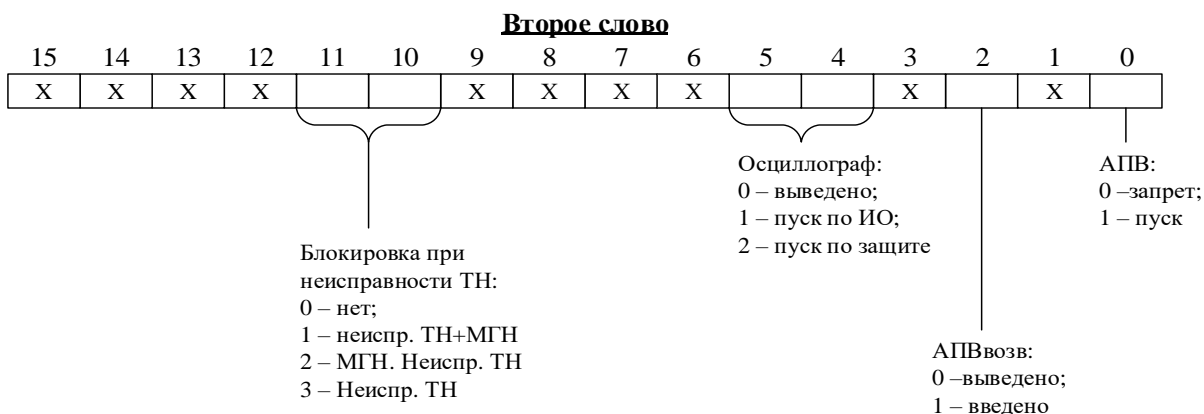 Второе слово
15 14 13 12 11 10 9 8 7 6 5 4 3 2 1 0
X X X X X X X X X X
Осциллограф:
0 – выведено;
1 – пуск по ИО;
2 – пуск по защите
АПВ:
0 –запрет;
1 – пуск
Блокировка при
неисправности ТН:
0 – нет;
1 – неиспр. ТН+МГН
2 – МГН. Неиспр. ТН
3 – Неиспр. ТН
АПВвозв:
0 –выведено;
1 – введено